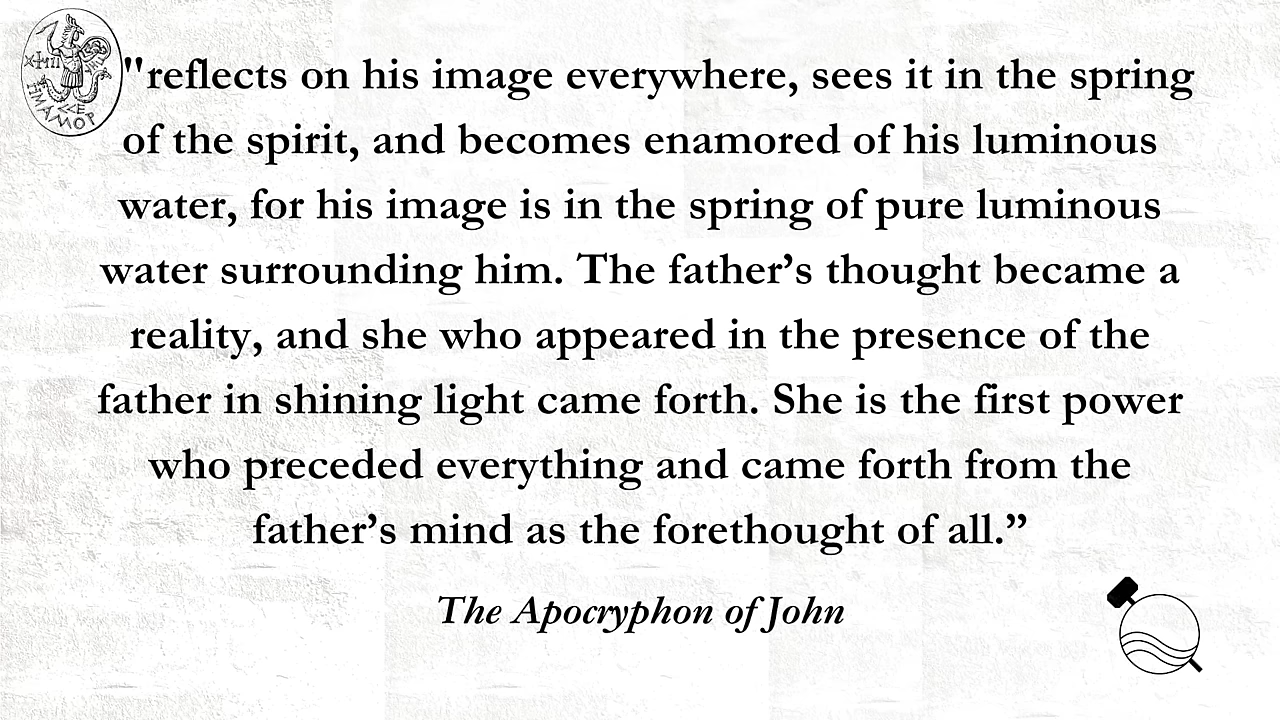 "reflects on his image everywhere, sees it in the spring
of the spirit, and becomes enamored of his luminous
water, for his image is in the spring of pure luminous
water surrounding him. The father’s thought became a
reality, and she who appeared in the presence of the
father in shining light came forth. She is the first power
who preceded everything and came forth from the
father’s mind as the forethought of all.”
The Apocryphon of John